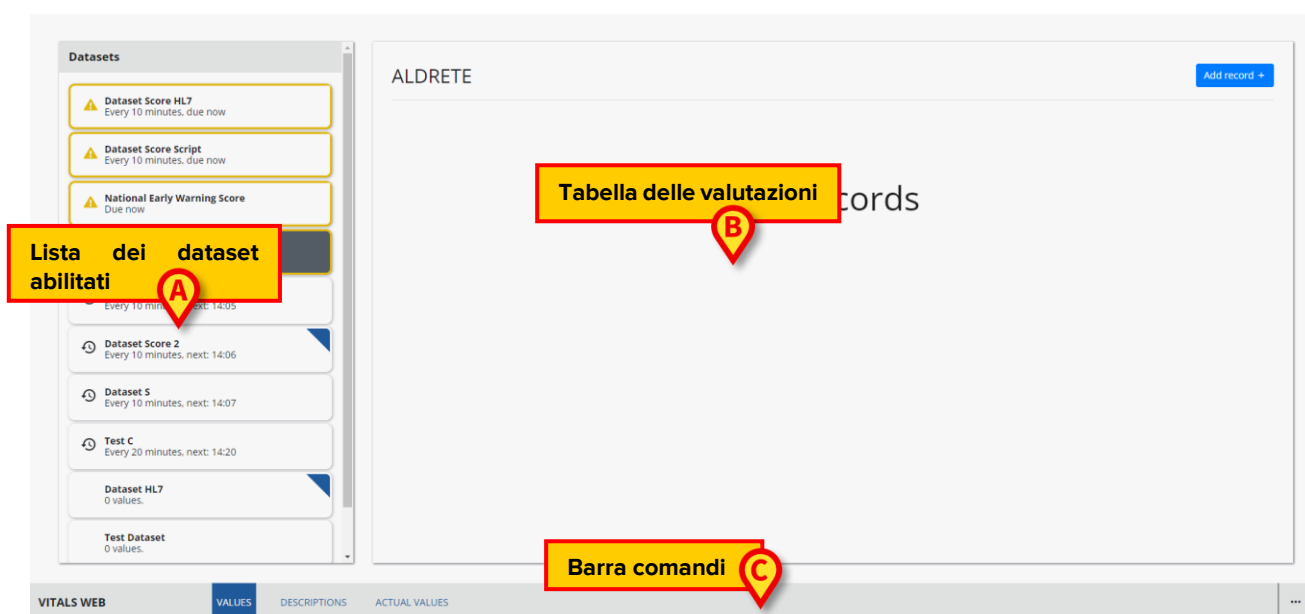 Datasets
Dataset Score HL7
Every 10 minutes, due now
Dataset Score Script
Every 10 minutes, due now
National Early Warning Score
Due now
Lista dei dataset
abilitati
A
Every 10 next: 14:05
Dataset Score 2
Every 10 minutes, next: 14:06
Dataset S
Every 10 minutes, next: 14:07
Test C
Every 20 minutes, next: 14:20
Dataset HL7
0 values.
Test Dataset
0 values.
ALDRETE
Add record +
Tabella delle valutazioni
B
Barra comandi
C
VITALS WEB
VALUES
DESCRIPTIONS
ACTUAL VALUES
...